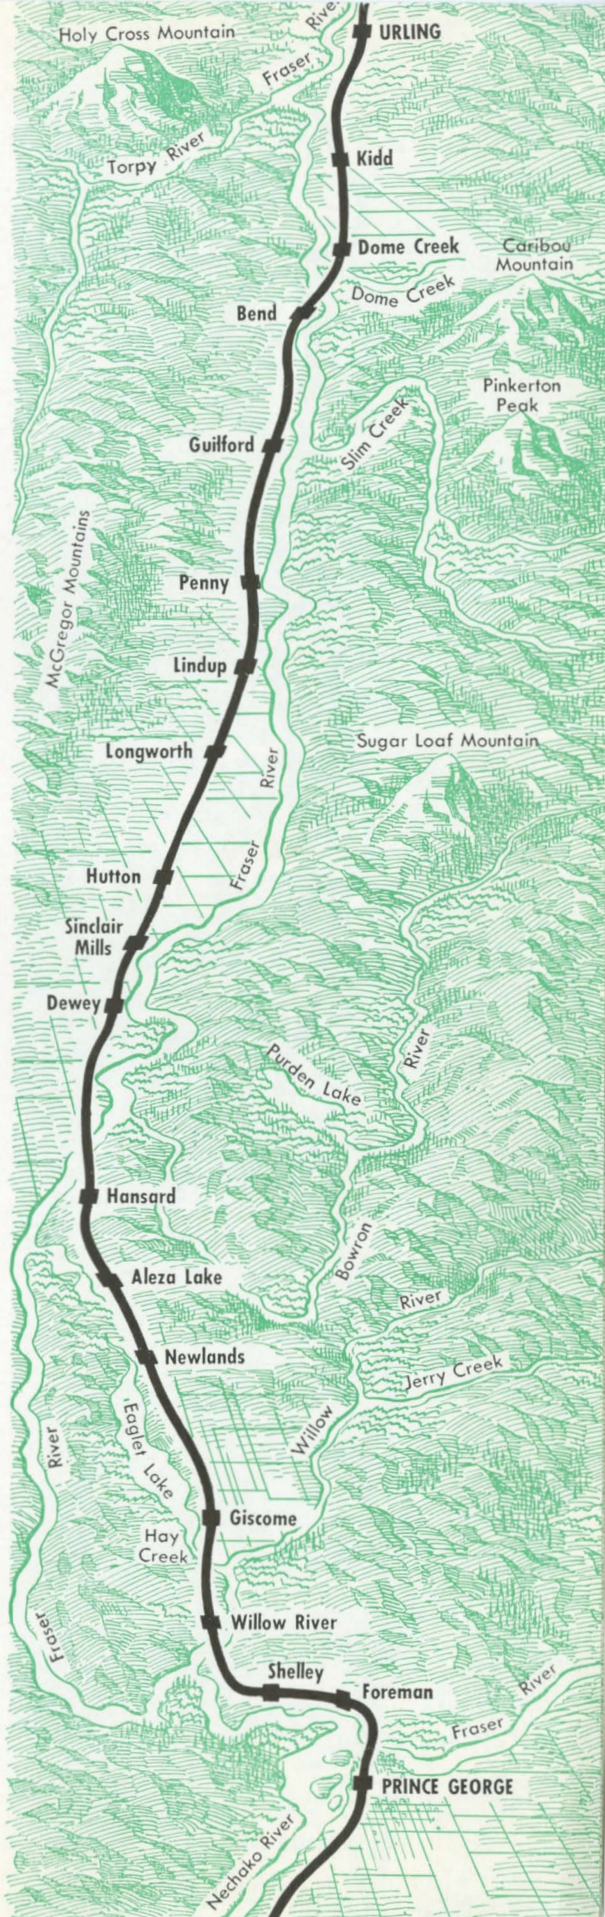 River
Holy Cross Mountain
URLING
Fraser
Torpy River
Kidd
Dome Creek
Caribou
Mountain
Dome Creek
Bend
Pinkerton
Peak
Guilford
Slim Creek
McGregor Mountains
Penny
Lindup
Longworth
Sugar Loaf Mountain
River
Fraser
Hutton
Sinclair
Mills
Dewey
River
Purden Lake
Hansard
Bowron
Aleza Lake
River
Newlands
Jerry Creek
Eaglet Lake
Willow
River
Giscome
Hay
Creek
Willow River
Fraser
Shelley
Foreman
River
Fraser
PRINCE GEORGE
Nechako River